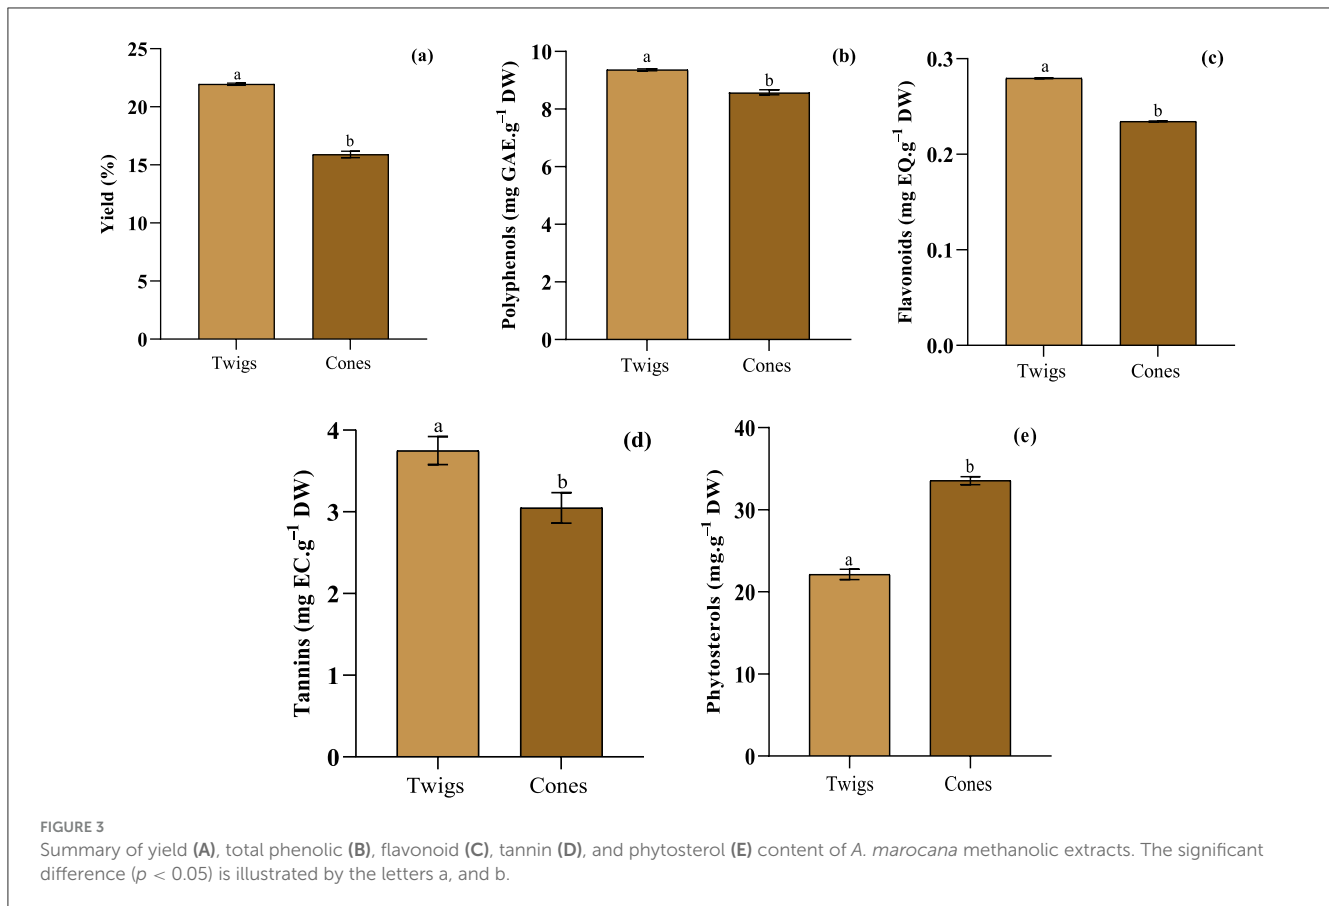 (a)
Yield (%)
25
20
15
10
5
0
a
b
Twigs
Cones
(b)
Polyphenols (mg GAE.g⁻¹ DW)
10
8
6
4
2
0
a
b
Twigs
Cones
(c)
Flavonoids (mg EQ.g⁻¹ DW)
0.3
0.2
0.1
0.0
a
b
Twigs
Cones
(d)
Tannins (mg EC.g⁻¹ DW)
4
3
2
1
0
a
b
Twigs
Cones
(e)
Phytosterols (mg.g⁻¹ DW)
40
30
20
10
0
a
b
Twigs
Cones
FIGURE 3
Summary of yield (A), total phenolic (B), flavonoid (C), tannin (D), and phytosterol (E) content of A. marocana methanolic extracts. The significant
difference (p < 0.05) is illustrated by the letters a, and b.